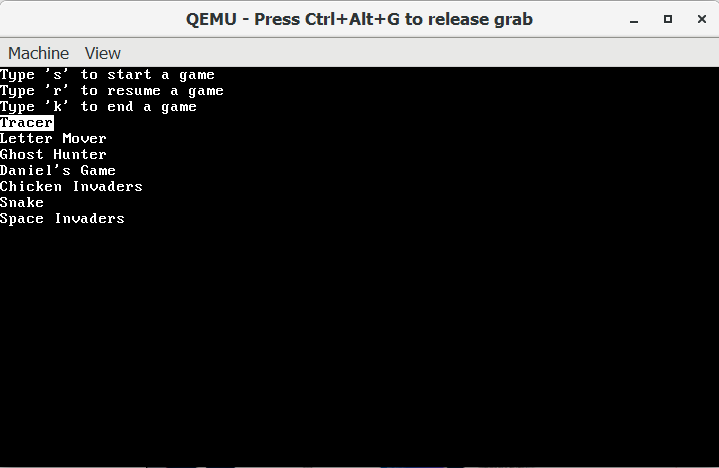 QEMU - Press Ctrl+Alt+G to release grab
Machine View
Type 's' to start a game
Type 'r' to resume a game
Type 'k' to end a game
Tracer
Letter Mover
Ghost Hunter
Daniel's Game
Chicken Invaders
Snake
Space Invaders